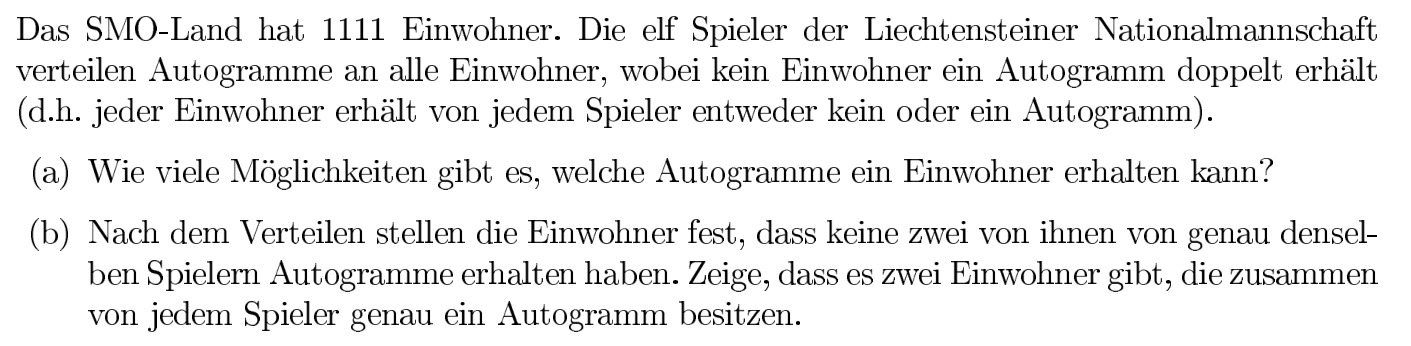 Das SMO-Land hat 1111 Einwohner. Die elf Spieler der Liechtensteiner Nationalmannschaft
verteilen Autogramme an alle Einwohner, wobei kein Einwohner ein Autogramm doppelt erhält
(d.h. jeder Einwohner erhält von jedem Spieler entweder kein oder ein Autogramm).
(a) Wie viele Möglichkeiten gibt es, welche Autogramme ein Einwohner erhalten kann?
(b) Nach dem Verteilen stellen die Einwohner fest, dass keine zwei von ihnen von genau densel-
ben Spielern Autogramme erhalten haben. Zeige, dass es zwei Einwohner gibt, die zusammen
von jedem Spieler genau ein Autogramm besitzen.